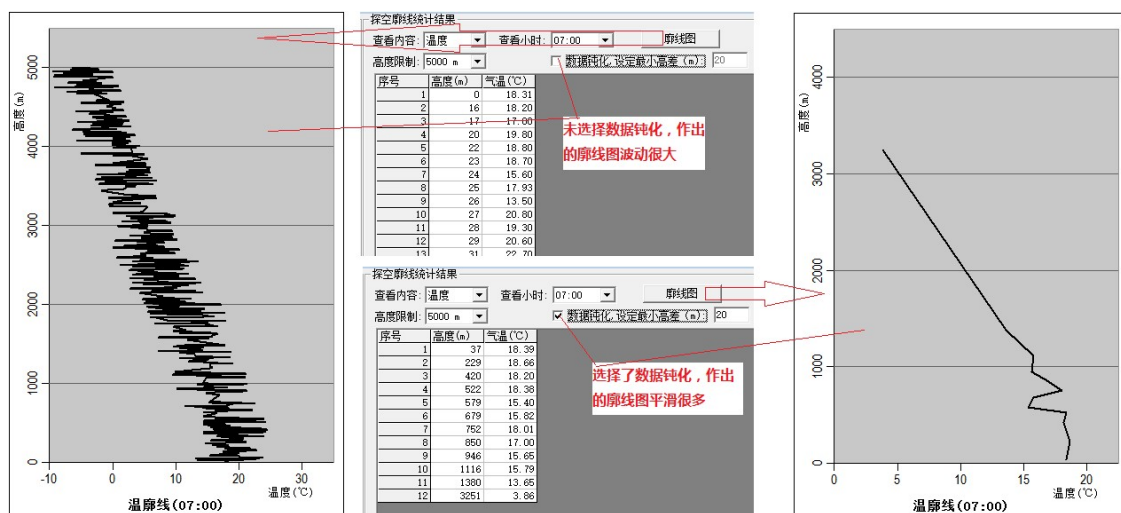 5000
4000
3000
2000
1000
0
高度(m)
-10
0
10
20
30
温度(℃)
温廓线(07:00)
探空廓线统计结果
查看内容: 温度 查看小时: 07:00 廓线图
高度限制: 5000 m 数据钝化,设定最小高差(m): 20
序号 高度(m) 气温(℃)
1 0 18.31
2 16 18.20
3 17 17.00
4 20 19.80
5 22 18.80
6 23 18.70
7 24 15.60
8 25 17.93
9 26 13.50
10 27 20.80
11 28 19.30
12 29 20.60
13 31 22.70
未选择数据钝化，作出
的廓线图波动很大
探空廓线统计结果
查看内容: 温度 查看小时: 07:00 廓线图
高度限制: 5000 m 数据钝化,设定最小高差(m): 20
序号 高度(m) 气温(℃)
1 37 18.39
2 229 18.66
3 420 18.20
4 522 18.38
5 579 15.40
6 679 15.82
7 752 18.01
8 850 17.00
9 946 15.65
10 1116 15.79
11 1380 13.65
12 3251 3.86
选择了数据钝化，作出
的廓线图平滑很多
4000
3000
2000
1000
0
高度(m)
0
5
10
15
20
温度(℃)
温廓线(07:00)